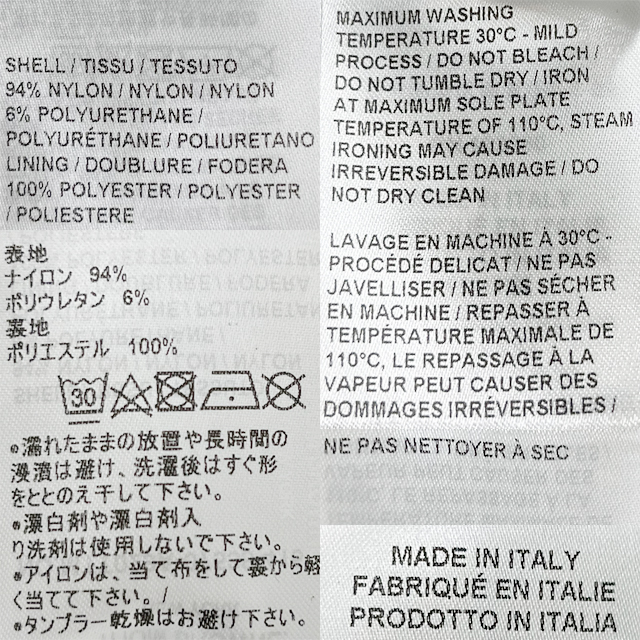 SHELL / TISSU / TESSUTO
94% NYLON / NYLON / NYLON
6% POLYURETHANE /
POLYURÉTHANE / POLIURETANO
LINING / DOUBLURE / FODERA
100% POLYESTER / POLYESTER
/ POLIESTERE
表地
ナイロン 94%
ポリウレタン 6%
裏地
ポリエステル 100%
30
●濡れたままの放置や長時間の
浸漬は避け、洗濯後はすぐ形
をととのえ干して下さい。
●漂白剤や漂白剤入
り洗剤は使用しないで下さい。
●アイロンは、当て布をして裏から軽
く当てて下さい。/
●タンブラー乾燥はお避け下さい。
MAXIMUM WASHING
TEMPERATURE 30°C - MILD
PROCESS / DO NOT BLEACH /
DO NOT TUMBLE DRY / IRON
AT MAXIMUM SOLE PLATE
TEMPERATURE OF 110°C, STEAM
IRONING MAY CAUSE
IRREVERSIBLE DAMAGE / DO
NOT DRY CLEAN
LAVAGE EN MACHINE À 30°C -
PROCÉDÉ DELICAT / NE PAS
JAVELLISER / NE PAS SÉCHER
EN MACHINE / REPASSER À
TEMPÉRATURE MAXIMALE DE
110°C, LE REPASSAGE À LA
VAPEUR PEUT CAUSER DES
DOMMAGES IRRÉVERSIBLES /
NE PAS NETTOYER À SEC
MADE IN ITALY
FABRIQUÉ EN ITALIE
PRODOTTO IN ITALIA